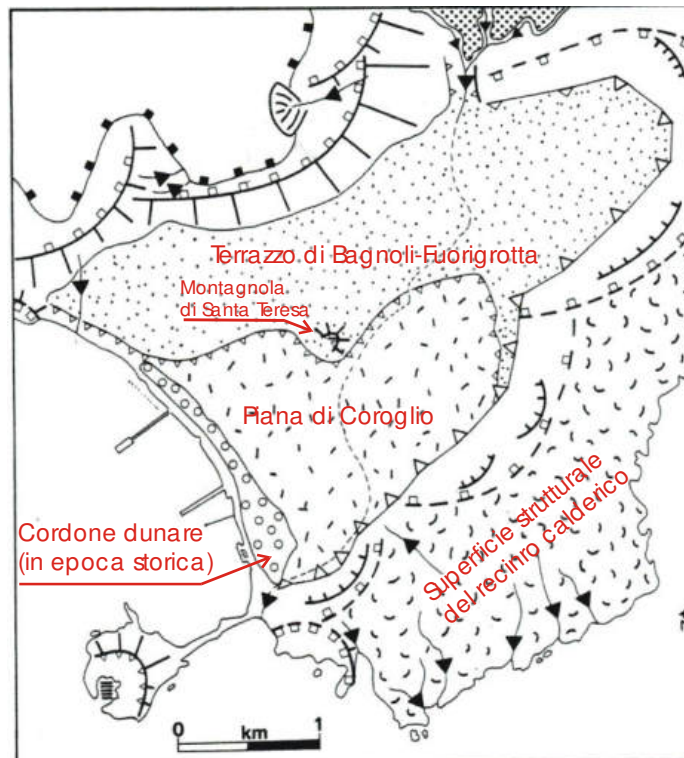 Terrazzo di Bagnoli-Fuorigrotta
Montagnola
di Santa Teresa
Piana di Coroglio
Cordone dunare
(in epoca storica)
Superficie strutturale
del recinro calderico
0 km 1